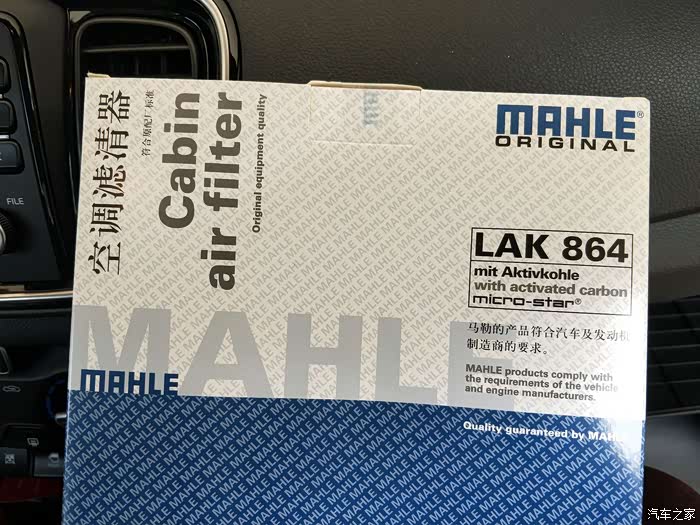 FILE
空调滤清器
符合原配厂标准
Cabin
air filter
Original equipment quality
MAHLE®
ORIGINAL
LAK 864
mit Aktivkohle
with activated carbon
micro-star®
马勒的产品符合汽车及发动机
制造商的要求。
MAHLE products comply with
the requirements of the vehicle
and engine manufacturers.
MAHLE
MAHLE
Quality guaranteed by MAHLE
汽车之家